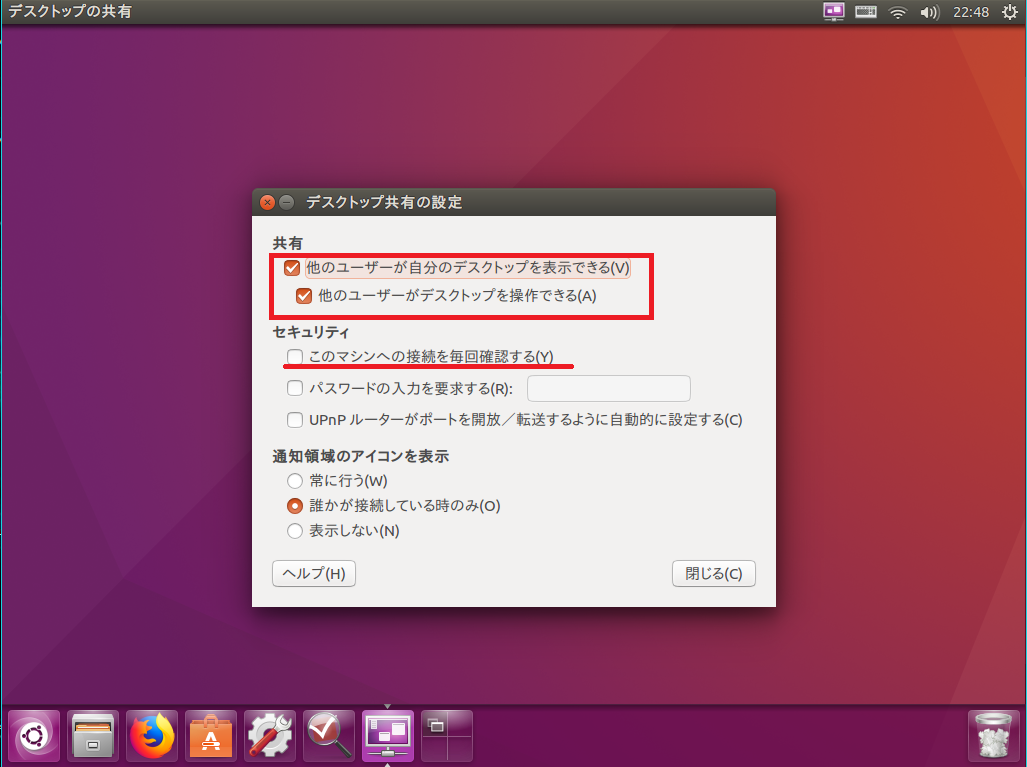 デスクトップの共有
22:48
デスクトップ共有の設定
共有
他のユーザーが自分のデスクトップを表示できる(V)
他のユーザーがデスクトップを操作できる(A)
セキュリティ
このマシンへの接続を毎回確認する(Y)
パスワードの入力を要求する(R):
UPnP ルーターがポートを開放／転送するように自動的に設定する(C)
通知領域のアイコンを表示
常に行う(W)
誰かが接続している時のみ(O)
表示しない(N)
ヘルプ(H)
閉じる(C)